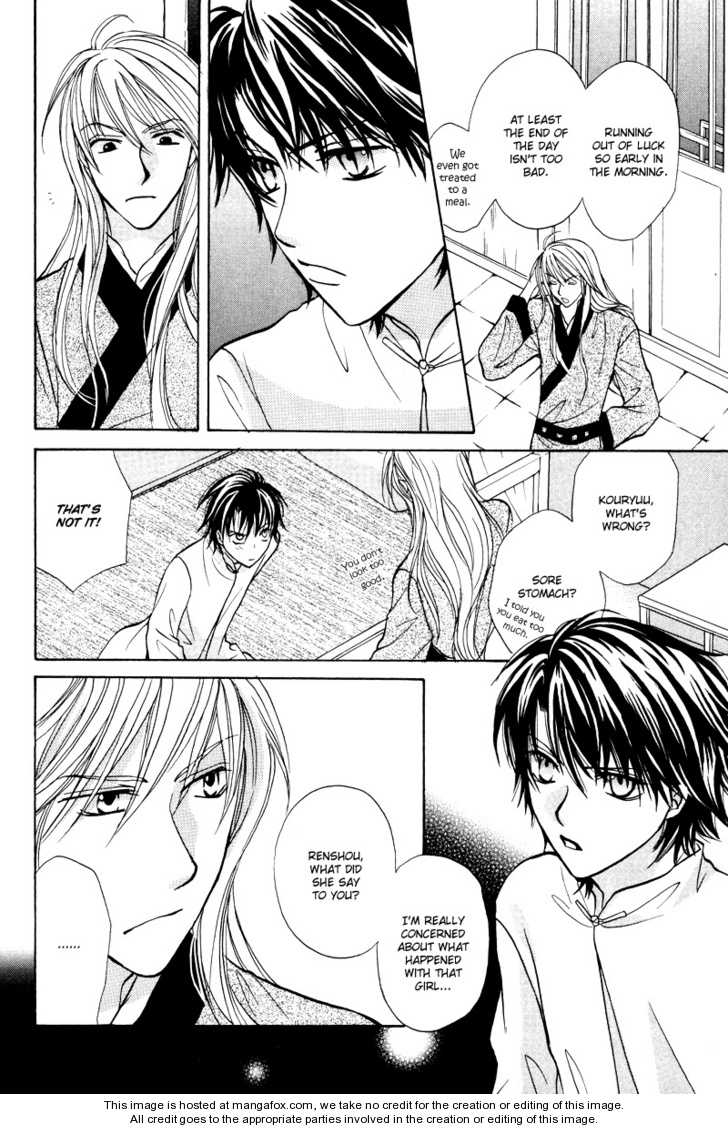 RUNNING
OUT OF LUCK
SO EARLY IN
THE MORNING.
AT LEAST
THE END OF
THE DAY
ISN'T TOO
BAD.
We
even got
treated
to a
meal.
KOURYUU,
WHAT'S
WRONG?
SORE
STOMACH?
I told you
you eat too
much.
You don't
look too
good.
THAT'S
NOT IT!
RENSHOU,
WHAT DID
SHE SAY
TO YOU?
I'M REALLY
CONCERNED
ABOUT WHAT
HAPPENED
WITH THAT
GIRL...
......
This image is hosted at mangafox.com, we take no credit for the creation or editing of this image.
All credit goes to the appropriate parties involved in the creation or editing of this image.